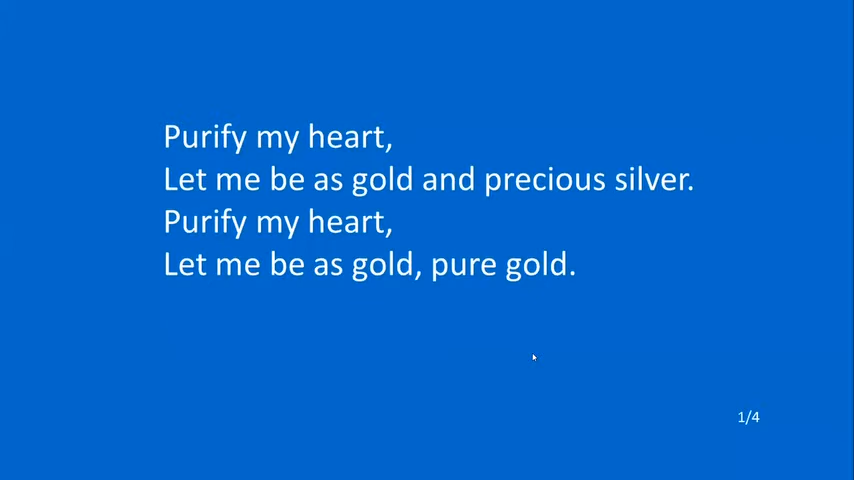 Purify my heart,
Let me be as gold and precious silver.
Purify my heart,
Let me be as gold, pure gold.
1/4